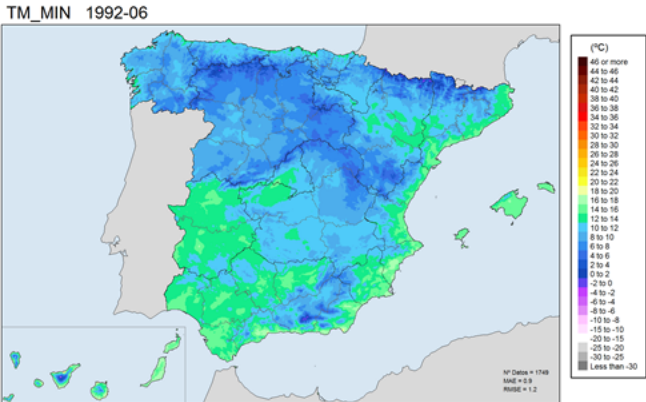 TM_MIN 1992-06
(ºC)
46 or more
44 to 46
42 to 44
40 to 42
38 to 40
36 to 38
34 to 36
32 to 34
30 to 32
28 to 30
26 to 28
24 to 26
22 to 24
20 to 22
18 to 20
16 to 18
14 to 16
12 to 14
10 to 12
8 to 10
6 to 8
4 to 6
2 to 4
0 to 2
-2 to 0
-4 to -2
-6 to -4
-8 to -6
-10 to -8
-15 to -10
-20 to -15
-25 to -20
-30 to -25
Less than -30
Nº Datos = 1749
MAE = 0.9
RMSE = 1.2